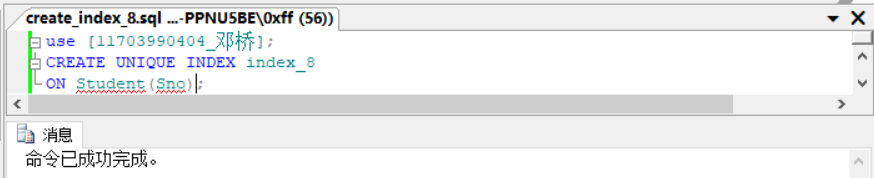 create_index_8.sql ...-PPNU5BE\0xff (56))
use [11703990404_邓桥];
CREATE UNIQUE INDEX index_8
ON Student(Sno);
消息
命令已成功完成。